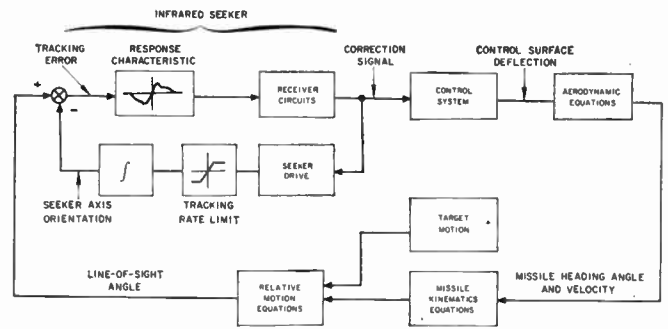 INFRARED SEEKER
TRACKING
ERROR
RESPONSE
CHARACTERISTIC
CORRECTION
SIGNAL
CONTROL SURFACE
DEFLECTION
+
-
RECEIVER
CIRCUITS
CONTROL
SYSTEM
AERODYNAMIC
EQUATIONS
∫
SEEKER
DRIVE
SEEKER AXIS
ORIENTATION
TRACKING
RATE LIMIT
TARGET
MOTION
LINE-OF-SIGHT
ANGLE
RELATIVE
MOTION
EQUATIONS
MISSILE
KINEMATICS
EQUATIONS
MISSILE HEADING ANGLE
AND VELOCITY